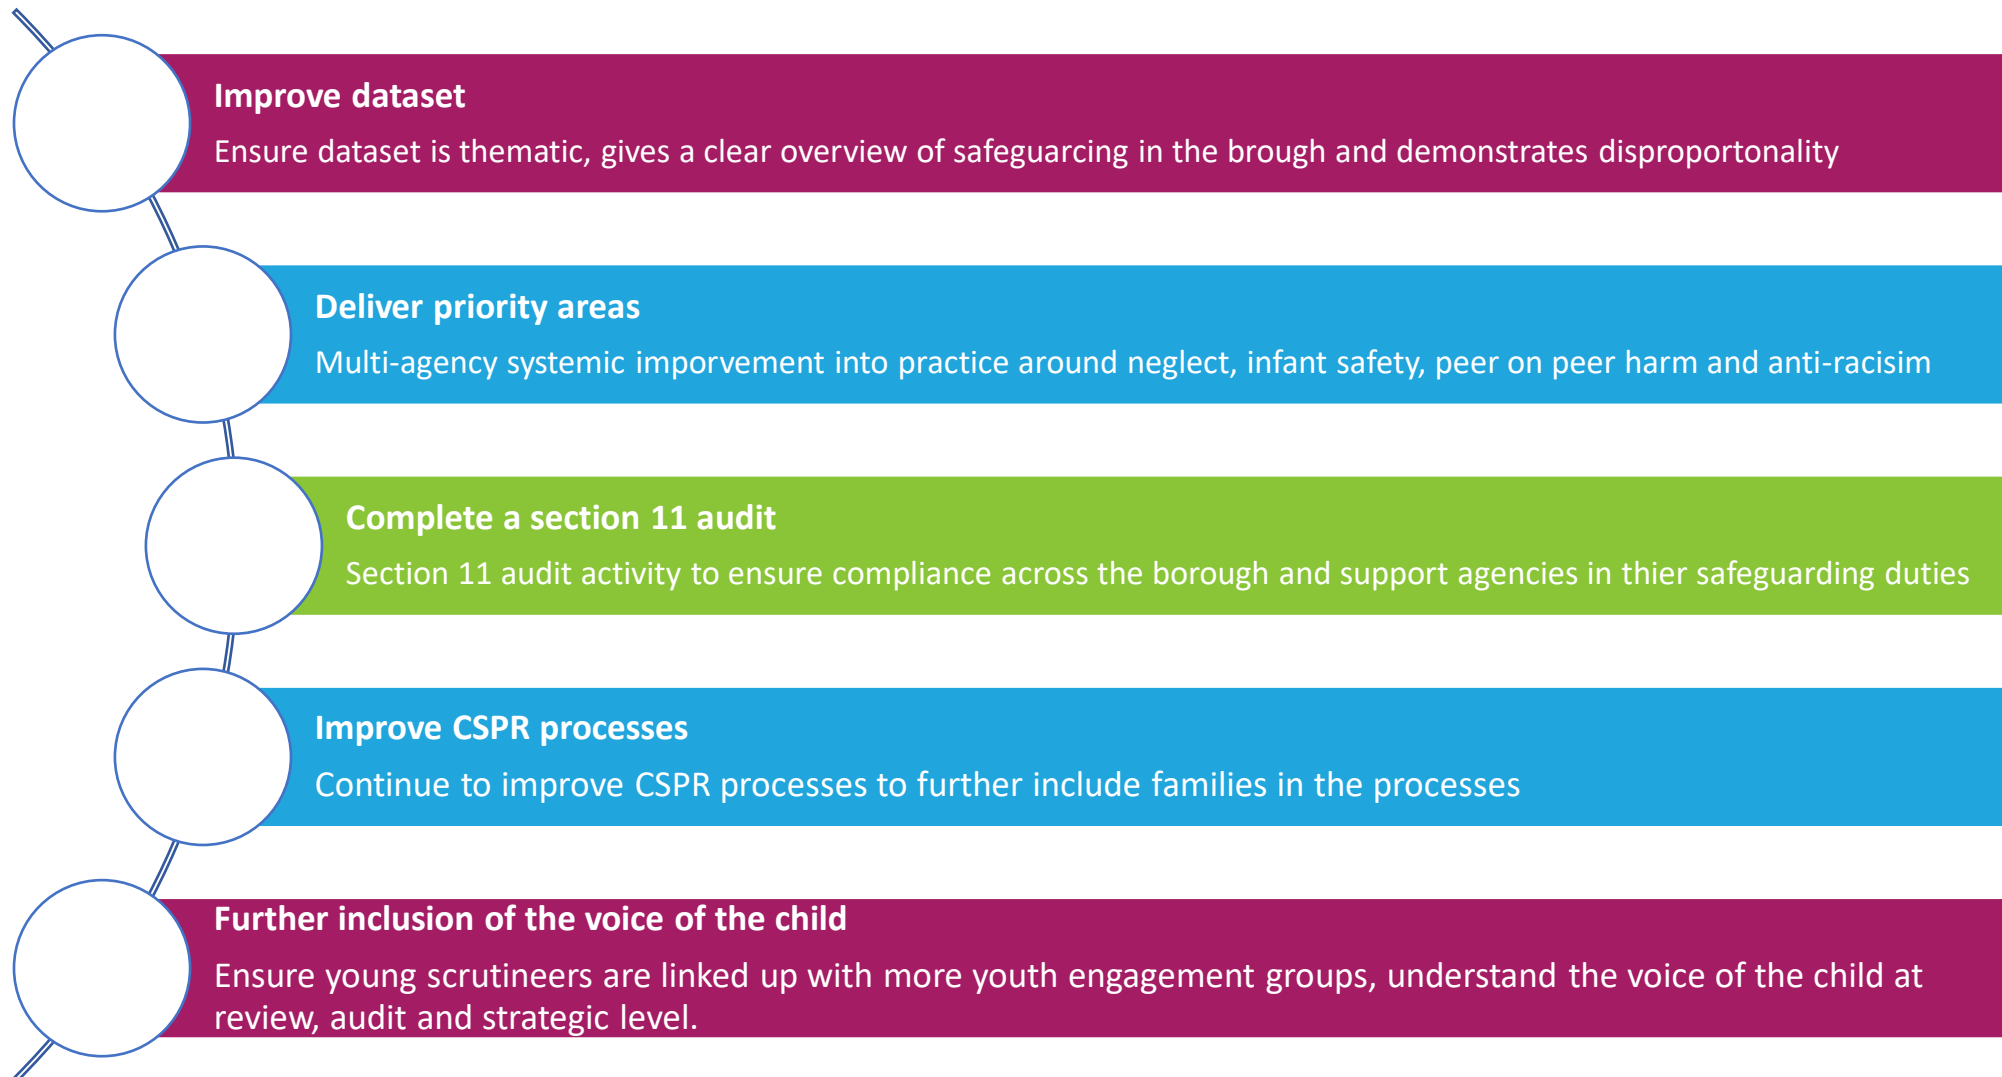 Improve dataset
Ensure dataset is thematic, gives a clear overview of safeguarcing in the brough and demonstrates disproportonality
Deliver priority areas
Multi-agency systemic imporvement into practice around neglect, infant safety, peer on peer harm and anti-racisim
Complete a section 11 audit
Section 11 audit activity to ensure compliance across the borough and support agencies in thier safeguarding duties
Improve CSPR processes
Continue to improve CSPR processes to further include families in the processes
Further inclusion of the voice of the child
Ensure young scrutineers are linked up with more youth engagement groups, understand the voice of the child at
review, audit and strategic level.